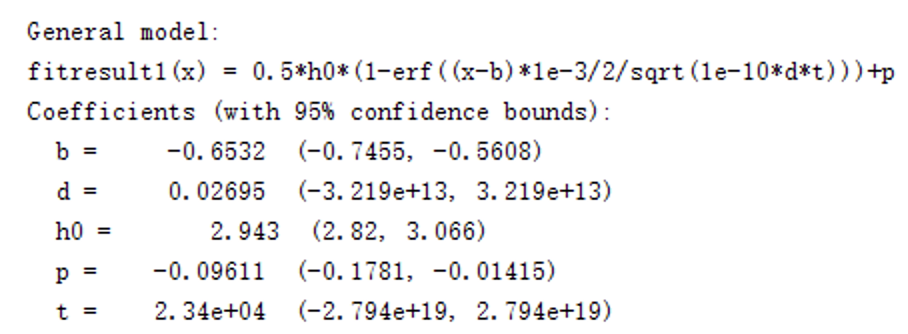 General model:
fitresult1(x) = 0.5*h0*(1-erf((x-b)*1e-3/2/sqrt(1e-10*d*t)))+p
Coefficients (with 95% confidence bounds):
b = -0.6532 (-0.7455, -0.5608)
d = 0.02695 (-3.219e+13, 3.219e+13)
h0 = 2.943 (2.82, 3.066)
p = -0.09611 (-0.1781, -0.01415)
t = 2.34e+04 (-2.794e+19, 2.794e+19)